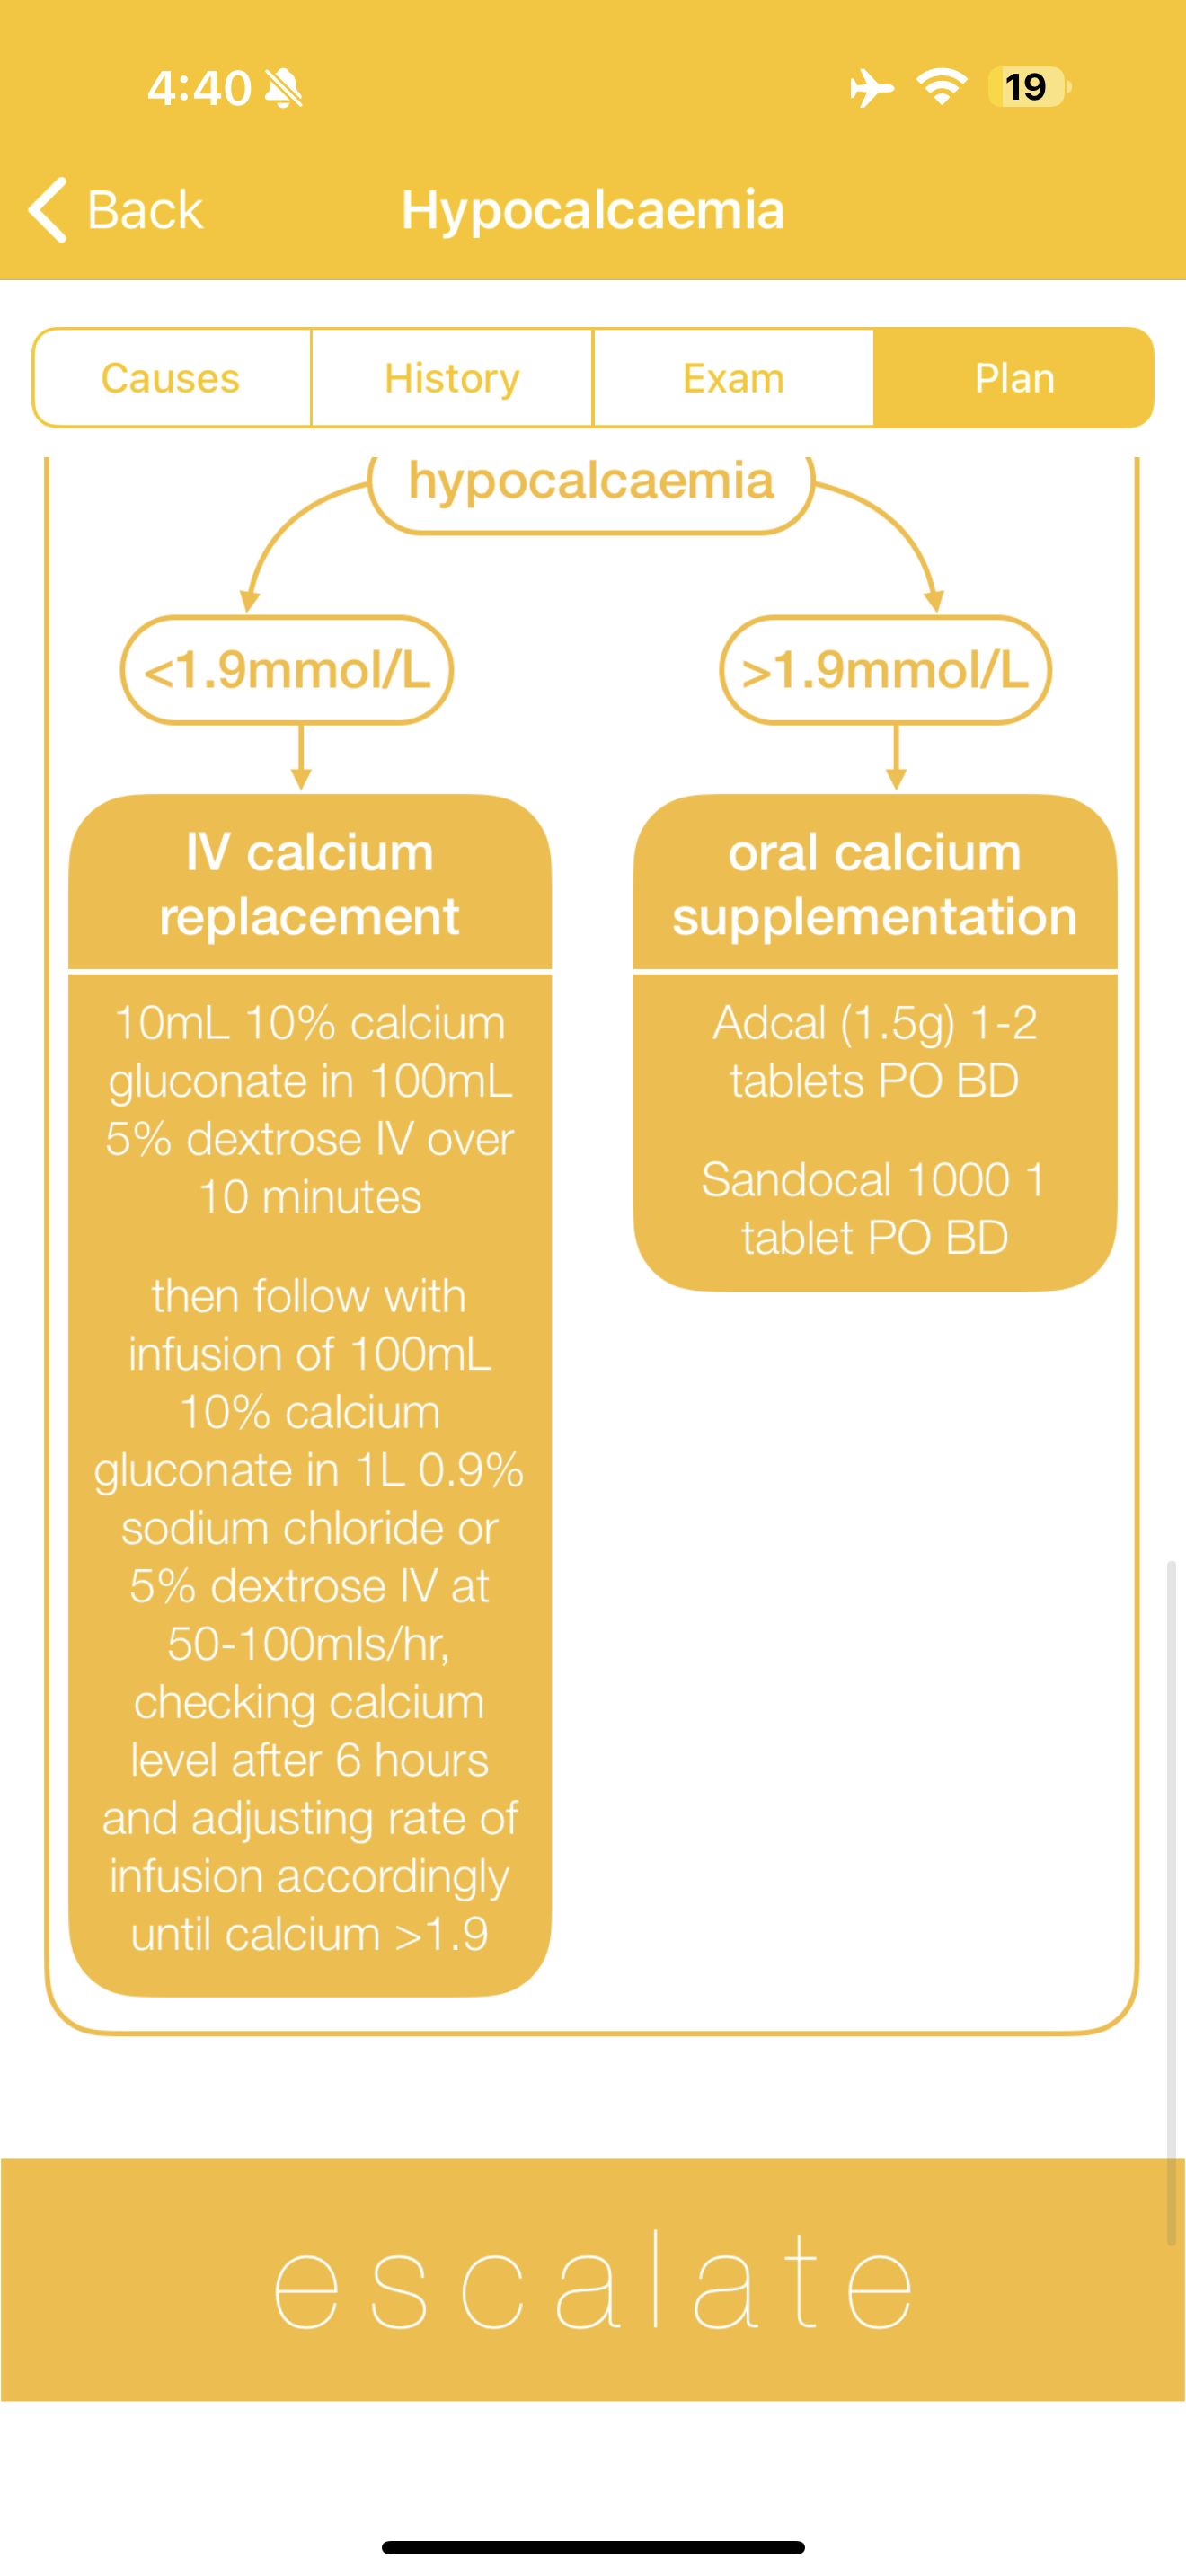 4:40
19
Back
Hypocalcaemia
Causes
History
Exam
Plan
hypocalcaemia
<1.9mmol/L
>1.9mmol/L
IV calcium
replacement
10mL 10% calcium
gluconate in 100mL
5% dextrose IV over
10 minutes
then follow with
infusion of 100mL
10% calcium
gluconate in 1L 0.9%
sodium chloride or
5% dextrose IV at
50-100mls/hr,
checking calcium
level after 6 hours
and adjusting rate of
infusion accordingly
until calcium >1.9
oral calcium
supplementation
Adcal (1.5g) 1-2
tablets PO BD
Sandocal 1000 1
tablet PO BD
escalate